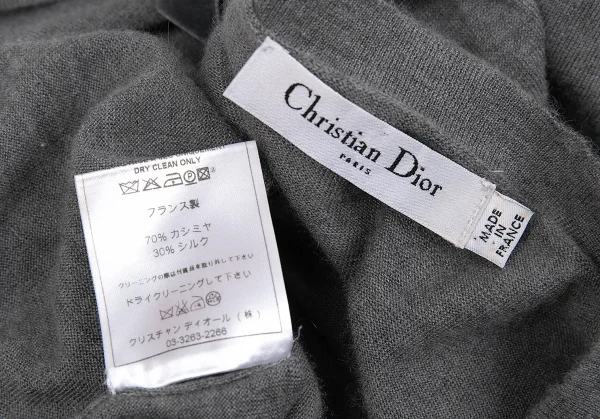 Christian Dior
PARIS
MADE
IN
FRANCE
DRY CLEAN ONLY
フランス製
70% カシミヤ
30% シルク
クリーニングの際は付属品を取り外して下さい
ドライクリーニングして下さい
クリスチャン ディオール (株)
03-3263-2266